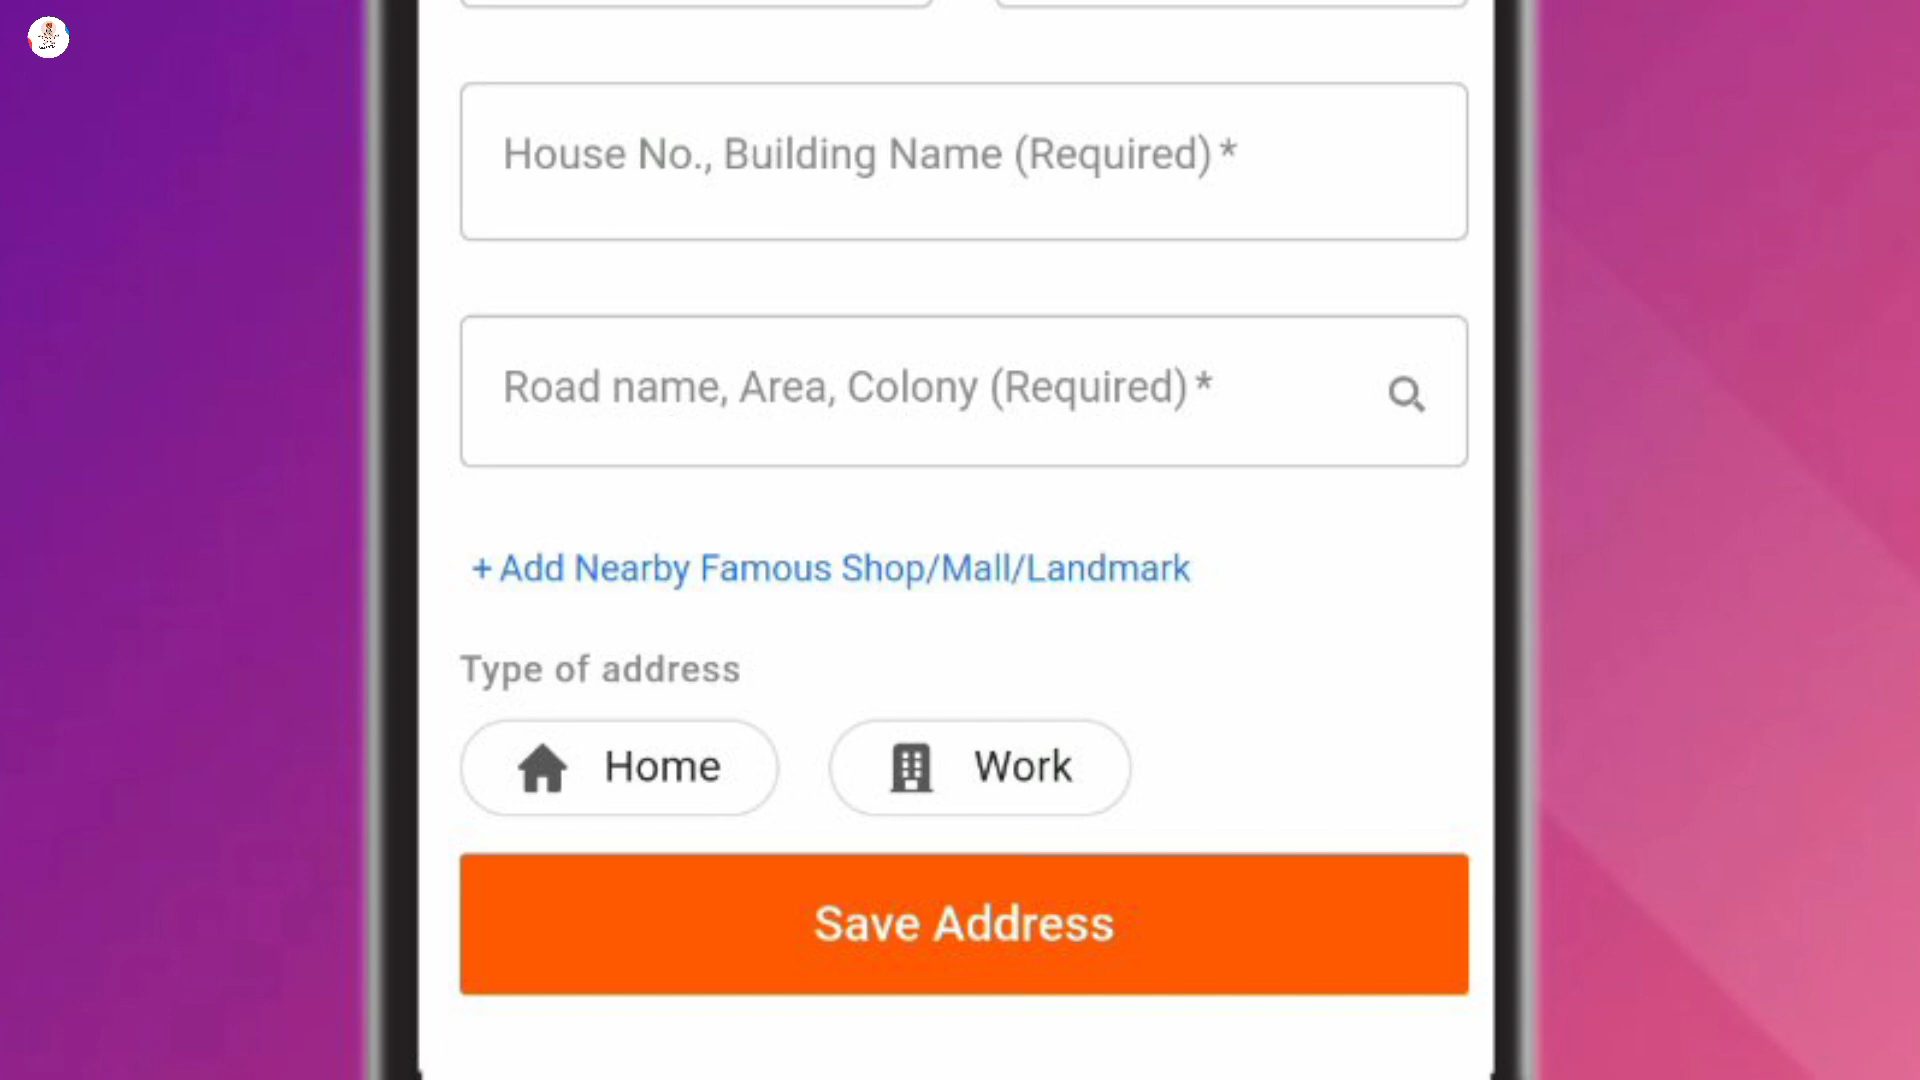 House No., Building Name (Required) *
Road name, Area, Colony (Required) *
+ Add Nearby Famous Shop/Mall/Landmark
Type of address
Home
Work
Save Address